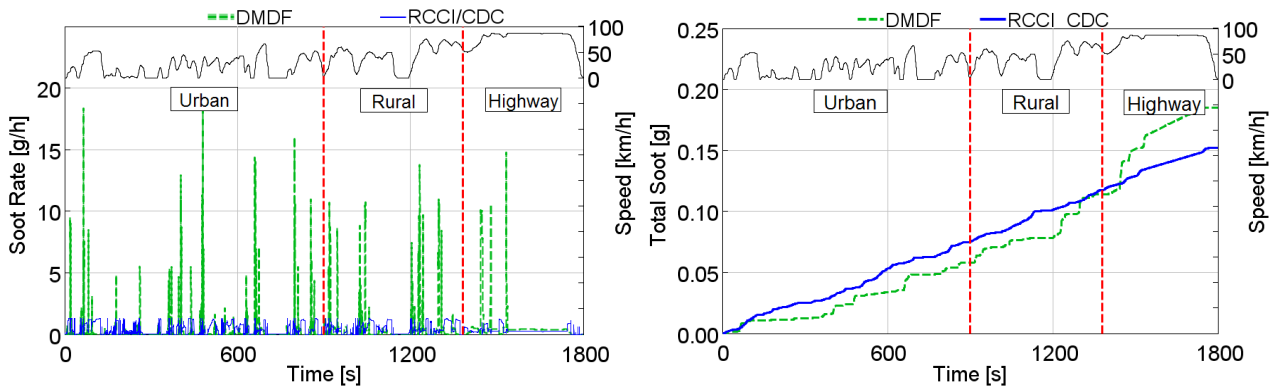 DMDF RCCI/CDC
100
50
0
Urban Rural Highway
20
15
10
5
0
0 600 1200 1800
Time [s]
Soot Rate [g/h]
Speed [km/h]
DMDF RCCI CDC
0.25
0.20
0.15
0.10
0.05
0.00
100
50
0
Urban Rural Highway
0 600 1200 1800
Time [s]
Total Soot [g]
Speed [km/h]